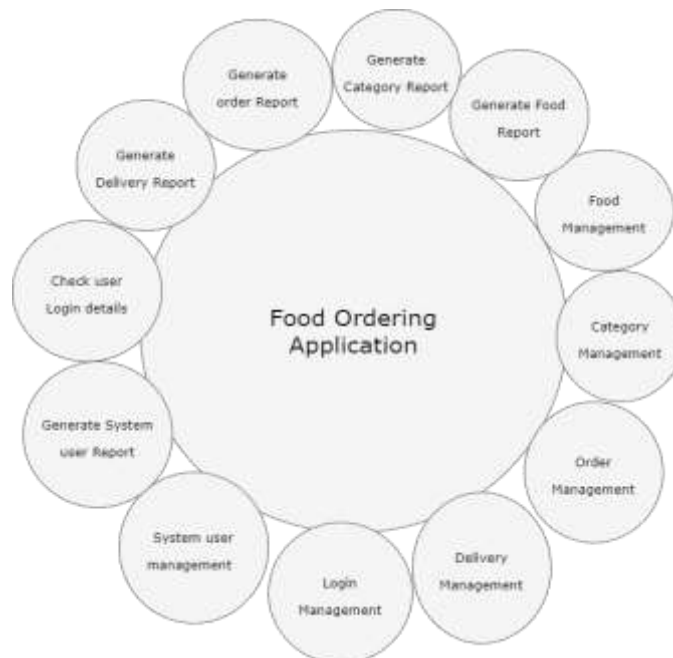 Generate
Category Report
Generate
order Report
Generate Food
Report
Generate
Delivery Report
Food
Management
Check user
Login details
Food Ordering
Application
Category
Management
Generate System
user Report
Order
Management
System user
management
Delivery
Management
Login
Management